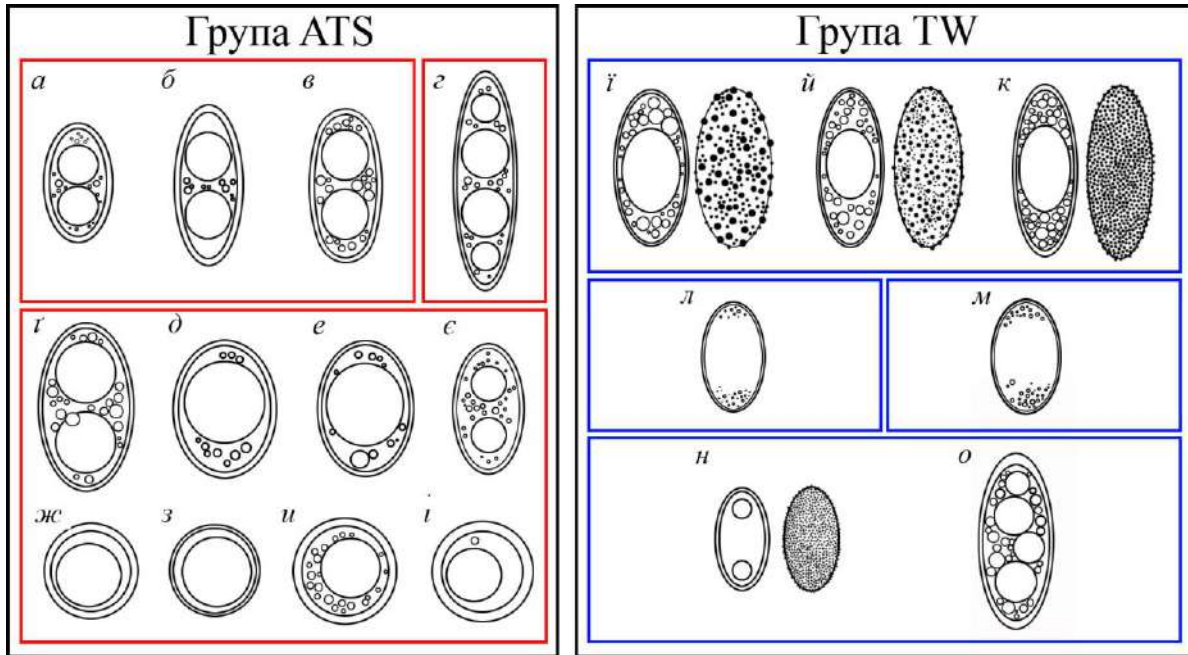 Група ATS
а б в г
ґ д е є
ж з и і
Група TW
ї й к
л м
н о